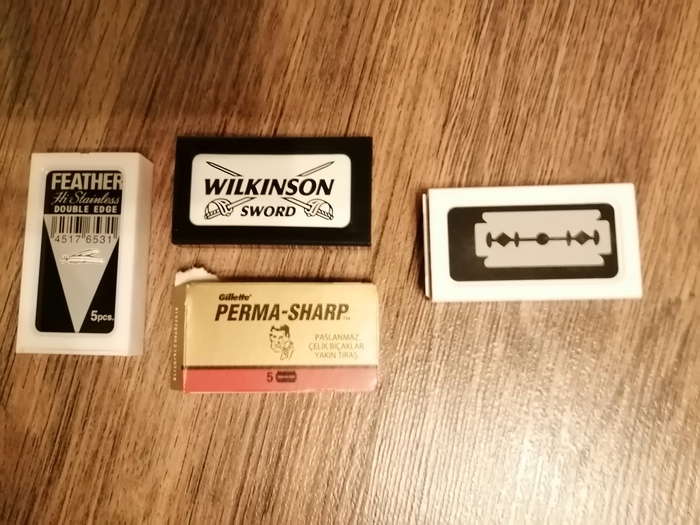 FEATHER
Hi Stainless
DOUBLE EDGE
4517 6531
5pcs.
WILKINSON
SWORD
Gillette
PERMA-SHARP
PASLANMAZ
ÇELİK BIÇAKLAR.
YAKIN TIRAŞ.
5